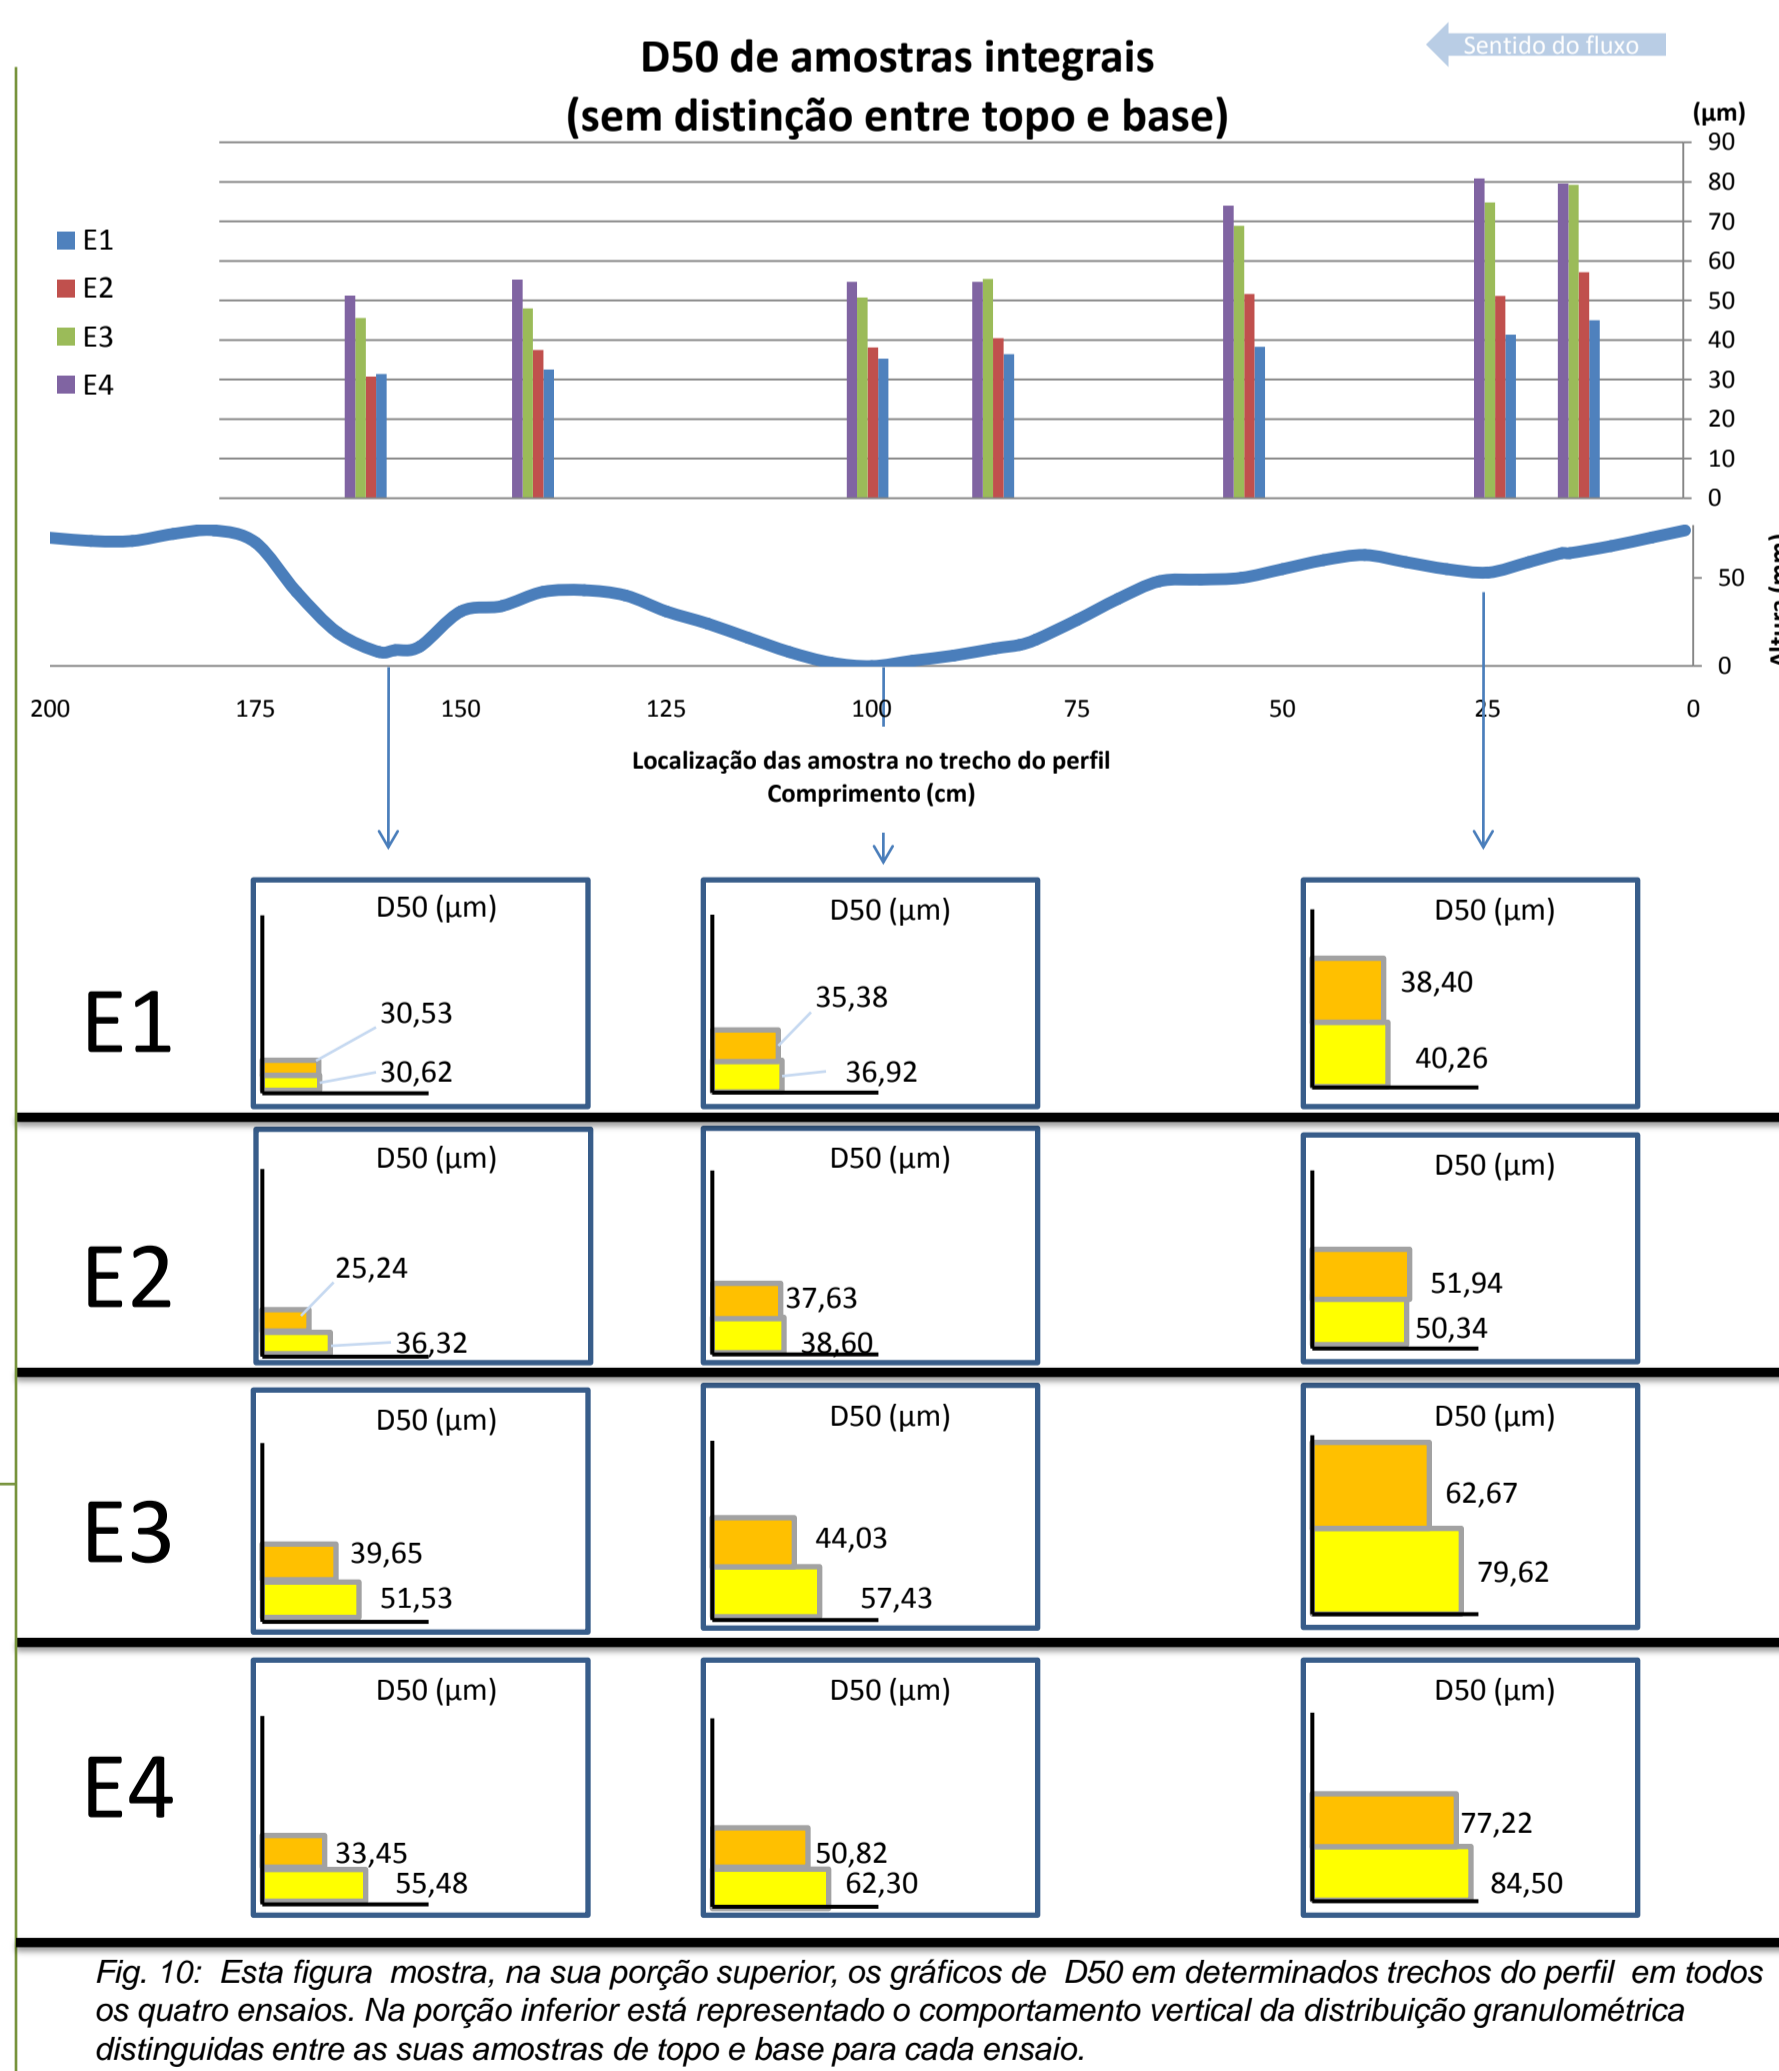 D50 de amostras integrais
(sem distinção entre topo e base)
Sentido do fluxo
(µm)
90
80
70
60
50
40
30
20
10
0
E1
E2
E3
E4
50
0
Altura (mm)
200 175 150 125 100 75 50 25 0
Localização das amostra no trecho do perfil
Comprimento (cm)
E1
D50 (µm)
30,53
30,62
D50 (µm)
35,38
36,92
D50 (µm)
38,40
40,26
E2
D50 (µm)
25,24
36,32
D50 (µm)
37,63
38,60
D50 (µm)
51,94
50,34
E3
D50 (µm)
39,65
51,53
D50 (µm)
44,03
57,43
D50 (µm)
62,67
79,62
E4
D50 (µm)
33,45
55,48
D50 (µm)
50,82
62,30
D50 (µm)
77,22
84,50
Fig. 10: Esta figura mostra, na sua porção superior, os gráficos de D50 em determinados trechos do perfil em todos
os quatro ensaios. Na porção inferior está representado o comportamento vertical da distribuição granulométrica
distinguidas entre as suas amostras de topo e base para cada ensaio.